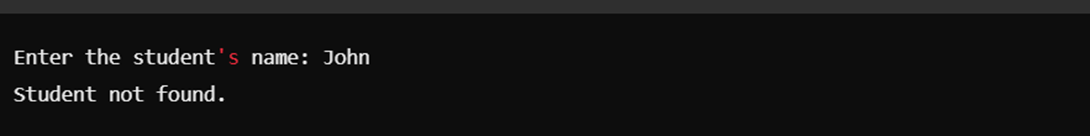 Enter the student's name: John
Student not found.